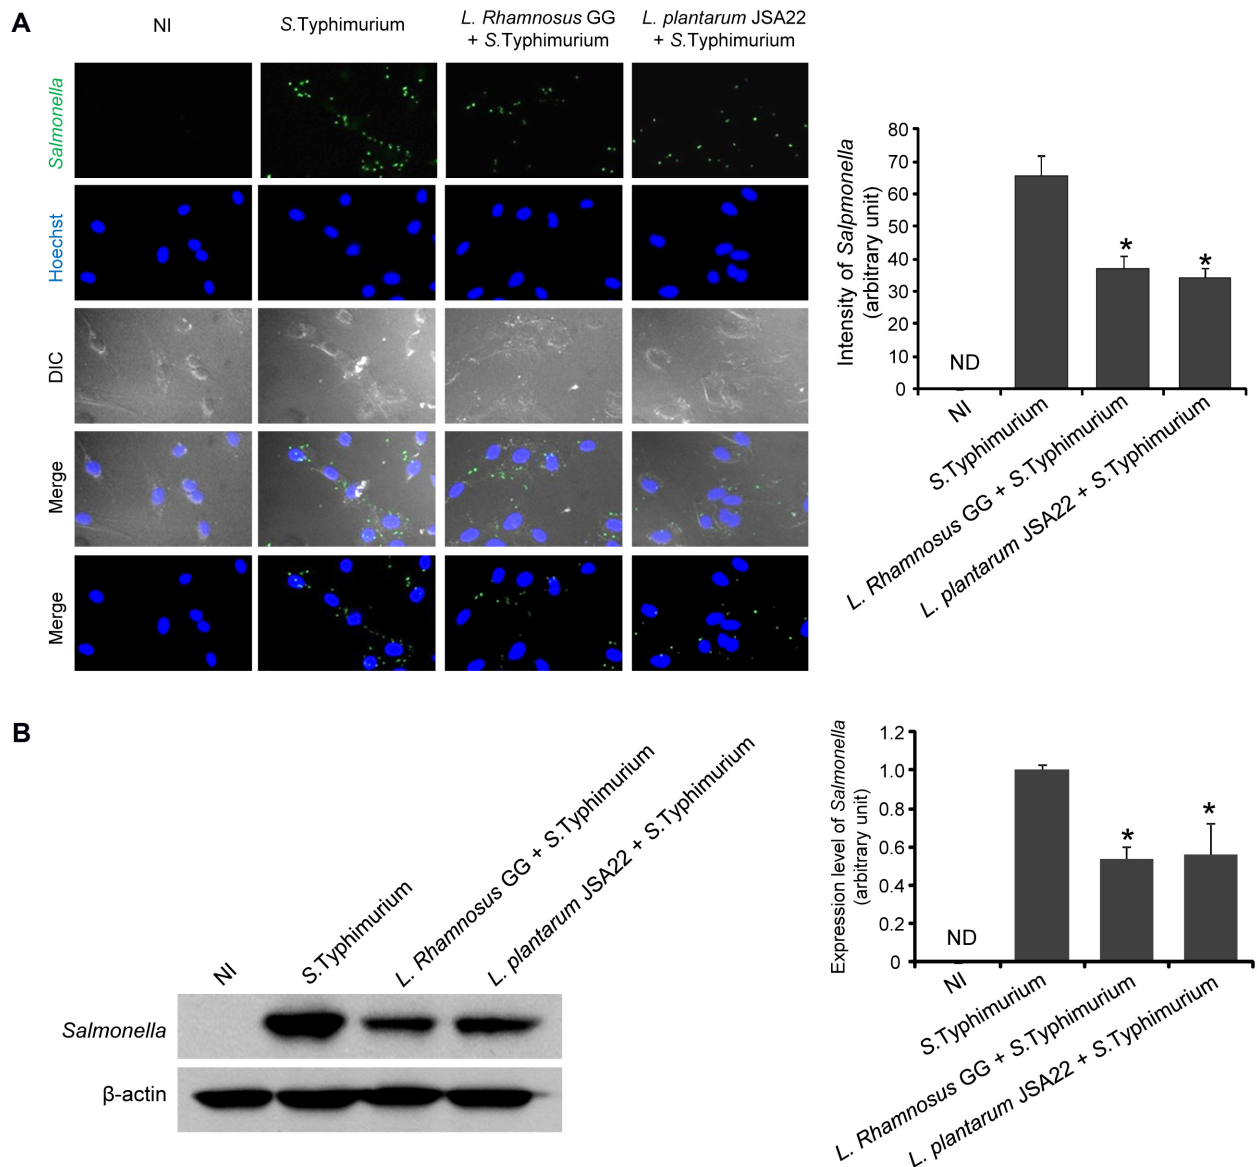 A
NI
S.Typhimurium
L. Rhamnosus GG
+ S.Typhimurium
L. plantarum JSA22
+ S.Typhimurium
Salmonella
Hoechst
DIC
Merge
Merge
Intensity of Salpmonella
(arbitrary unit)
80
70
60
50
40
30
20
10
0
ND
*
*
NI
S.Typhimurium
L. Rhamnosus GG + S.Typhimurium
L. plantarum JSA22 + S.Typhimurium
B
NI
S.Typhimurium
L. Rhamnosus GG + S.Typhimurium
L. plantarum JSA22 + S.Typhimurium
Salmonella
β-actin
Expression level of Salmonella
(arbitrary unit)
1.2
1.0
0.8
0.6
0.4
0.2
0
ND
*
*
NI
S.Typhimurium
L. Rhamnosus GG + S.Typhimurium
L. plantarum JSA22 + S.Typhimurium